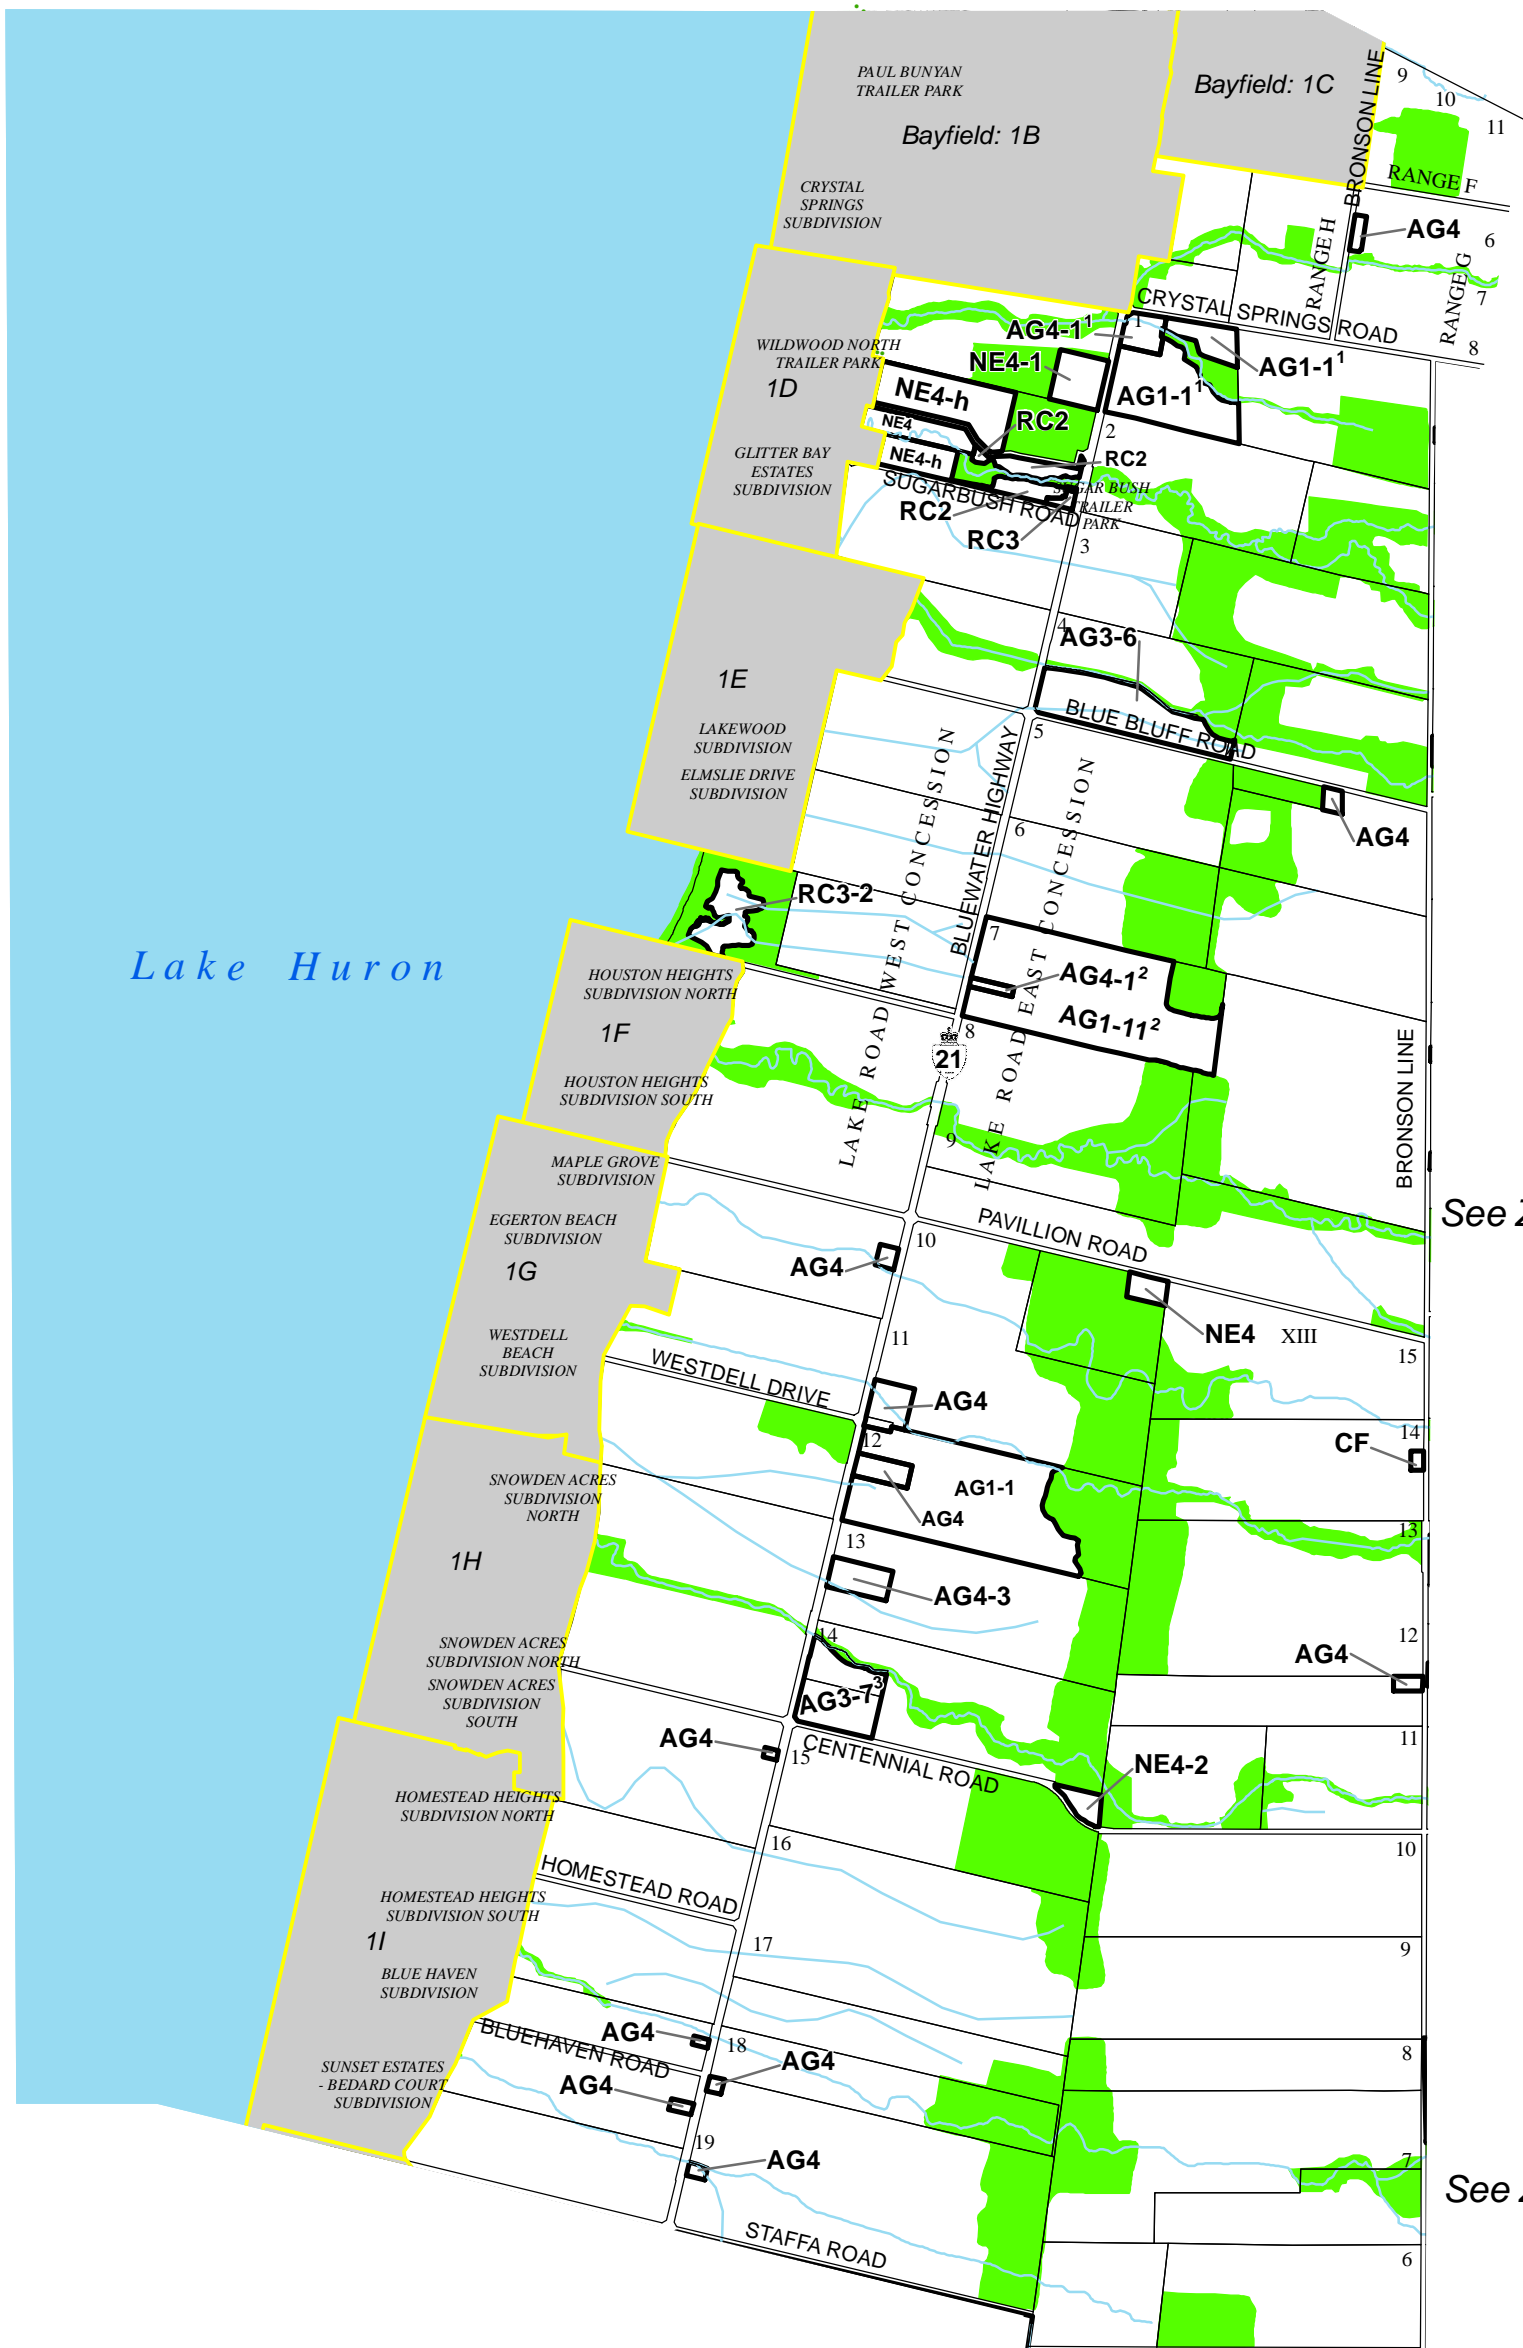 PAUL BUNYAN
TRAILER PARK
Bayfield: 1B
Bayfield: 1C
BRONSON LINE
9
10
11
RANGE F
CRYSTAL
SPRINGS
SUBDIVISION
RANGE H
AG4
6
RANGE G
7
CRYSTAL SPRINGS ROAD
8
AG4-1¹
1
WILDWOOD NORTH
TRAILER PARK
NE4-1
AG1-1¹
1D
NE4-h
AG1-1¹
NE4
RC2
2
GLITTER BAY
ESTATES
SUBDIVISION
NE4-h
RC2
SUGARBUSH ROAD
SUGAR BUSH
TRAILER
PARK
RC2
RC3
3
4
AG3-6
1E
BLUE BLUFF ROAD
LAKEWOOD
SUBDIVISION
5
ELMSLIE DRIVE
SUBDIVISION
LAKE ROAD WEST CONCESSION
BLUEWATER HIGHWAY
LAKE ROAD EAST CONCESSION
6
AG4
RC3-2
7
Lake Huron
HOUSTON HEIGHTS
SUBDIVISION NORTH
AG4-1²
AG1-11²
1F
8
21
HOUSTON HEIGHTS
SUBDIVISION SOUTH
BRONSON LINE
9
MAPLE GROVE
SUBDIVISION
EGERTON BEACH
SUBDIVISION
PAVILLION ROAD
See 2
10
1G
AG4
NE4
XIII
11
15
WESTDELL
BEACH
SUBDIVISION
WESTDELL DRIVE
AG4
12
14
CF
SNOWDEN ACRES
SUBDIVISION
NORTH
AG1-1
AG4
13
13
1H
AG4-3
14
12
SNOWDEN ACRES
SUBDIVISION NORTH
AG4
SNOWDEN ACRES
SUBDIVISION
SOUTH
AG3-7³
AG4
15
CENTENNIAL ROAD
11
NE4-2
HOMESTEAD HEIGHTS
SUBDIVISION NORTH
16
10
HOMESTEAD ROAD
HOMESTEAD HEIGHTS
SUBDIVISION SOUTH
1I
17
9
BLUE HAVEN
SUBDIVISION
BLUEHAVEN ROAD
AG4
18
8
SUNSET ESTATES
- BEDARD COURT
SUBDIVISION
AG4
AG4
19
AG4
7
See 2
STAFFA ROAD
6